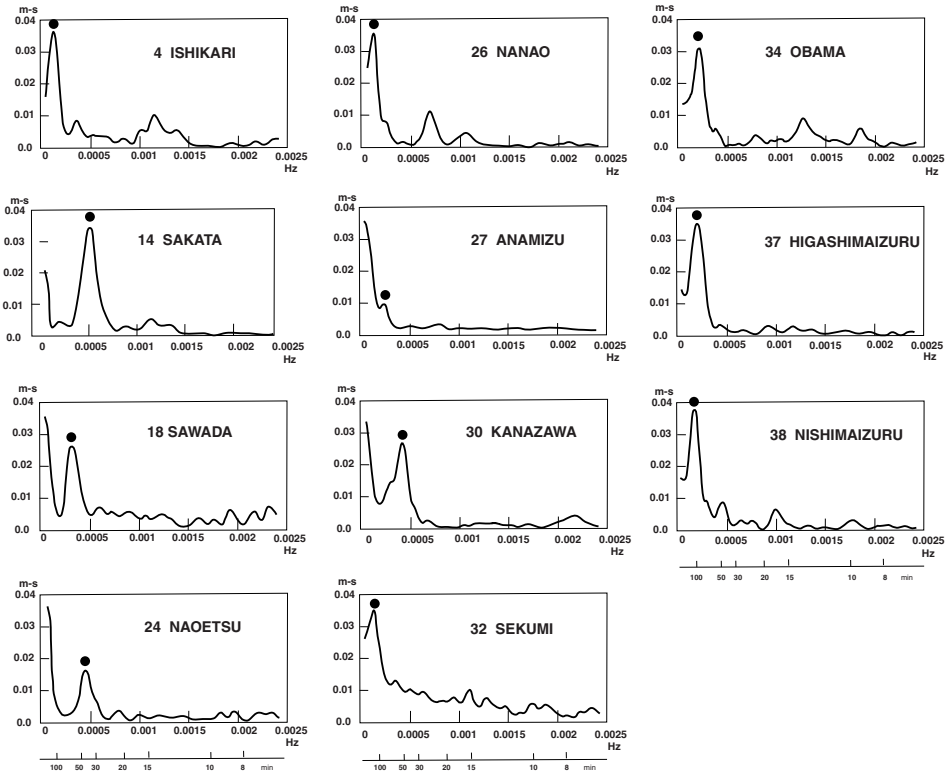 m-s
0.04
4 ISHIKARI
0.03
0.02
0.01
0.0
0 0.0005 0.001 0.0015 0.002 0.0025
Hz
0.04
26 NANAO
0.03
0.02
0.01
0.0
0 0.0005 0.001 0.0015 0.002 0.0025
Hz
m-s
0.04
34 OBAMA
0.03
0.02
0.01
0.0
0 0.0005 0.001 0.0015 0.002 0.0025
Hz
m-s
0.04
14 SAKATA
0.03
0.02
0.01
0.0
0 0.0005 0.001 0.0015 0.002 0.0025
Hz
m-s
0.04
27 ANAMIZU
0.03
0.02
0.01
0.0
0 0.0005 0.001 0.0015 0.002 0.0025
Hz
m-s
0.04
37 HIGASHIMAIZURU
0.03
0.02
0.01
0.0
0 0.0005 0.001 0.0015 0.002 0.0025
Hz
m-s
0.04
18 SAWADA
0.03
0.02
0.01
0.0
0 0.0005 0.001 0.0015 0.002 0.0025
Hz
m-s
0.04
30 KANAZAWA
0.03
0.02
0.01
0.0
0 0.0005 0.001 0.0015 0.002 0.0025
Hz
m-s
0.04
38 NISHIMAIZURU
0.03
0.02
0.01
0.0
0 0.0005 0.001 0.0015 0.002 0.0025
Hz
100 50 30 20 15 10 8 min
m-s
0.04
24 NAOETSU
0.03
0.02
0.01
0.0
0 0.0005 0.001 0.0015 0.002 0.0025
Hz
100 50 30 20 15 10 8 min
m-s
0.04
32 SEKUMI
0.03
0.02
0.01
0.0
0 0.0005 0.001 0.0015 0.002 0.0025
Hz
100 50 30 20 15 10 8 min